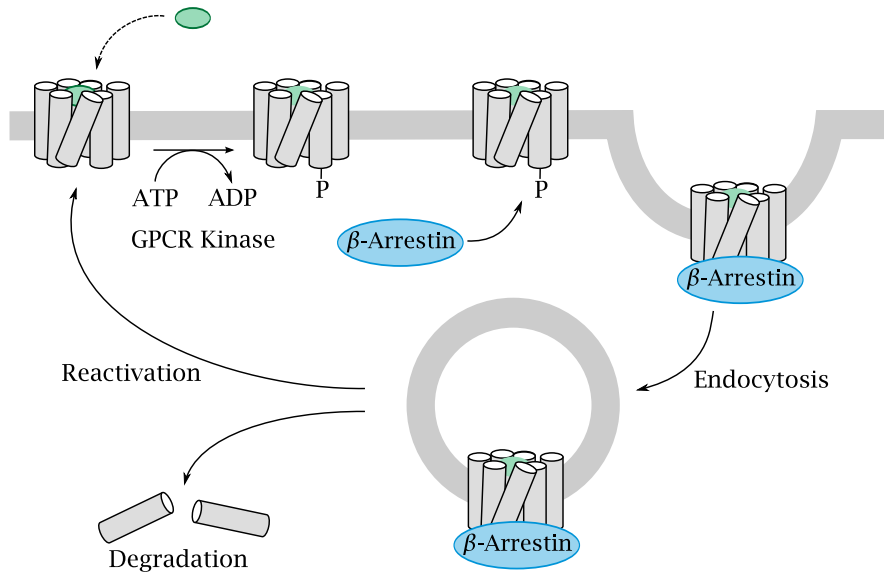 P
P
ATP
ADP
GPCR Kinase
β-Arrestin
β-Arrestin
Reactivation
Endocytosis
β-Arrestin
Degradation